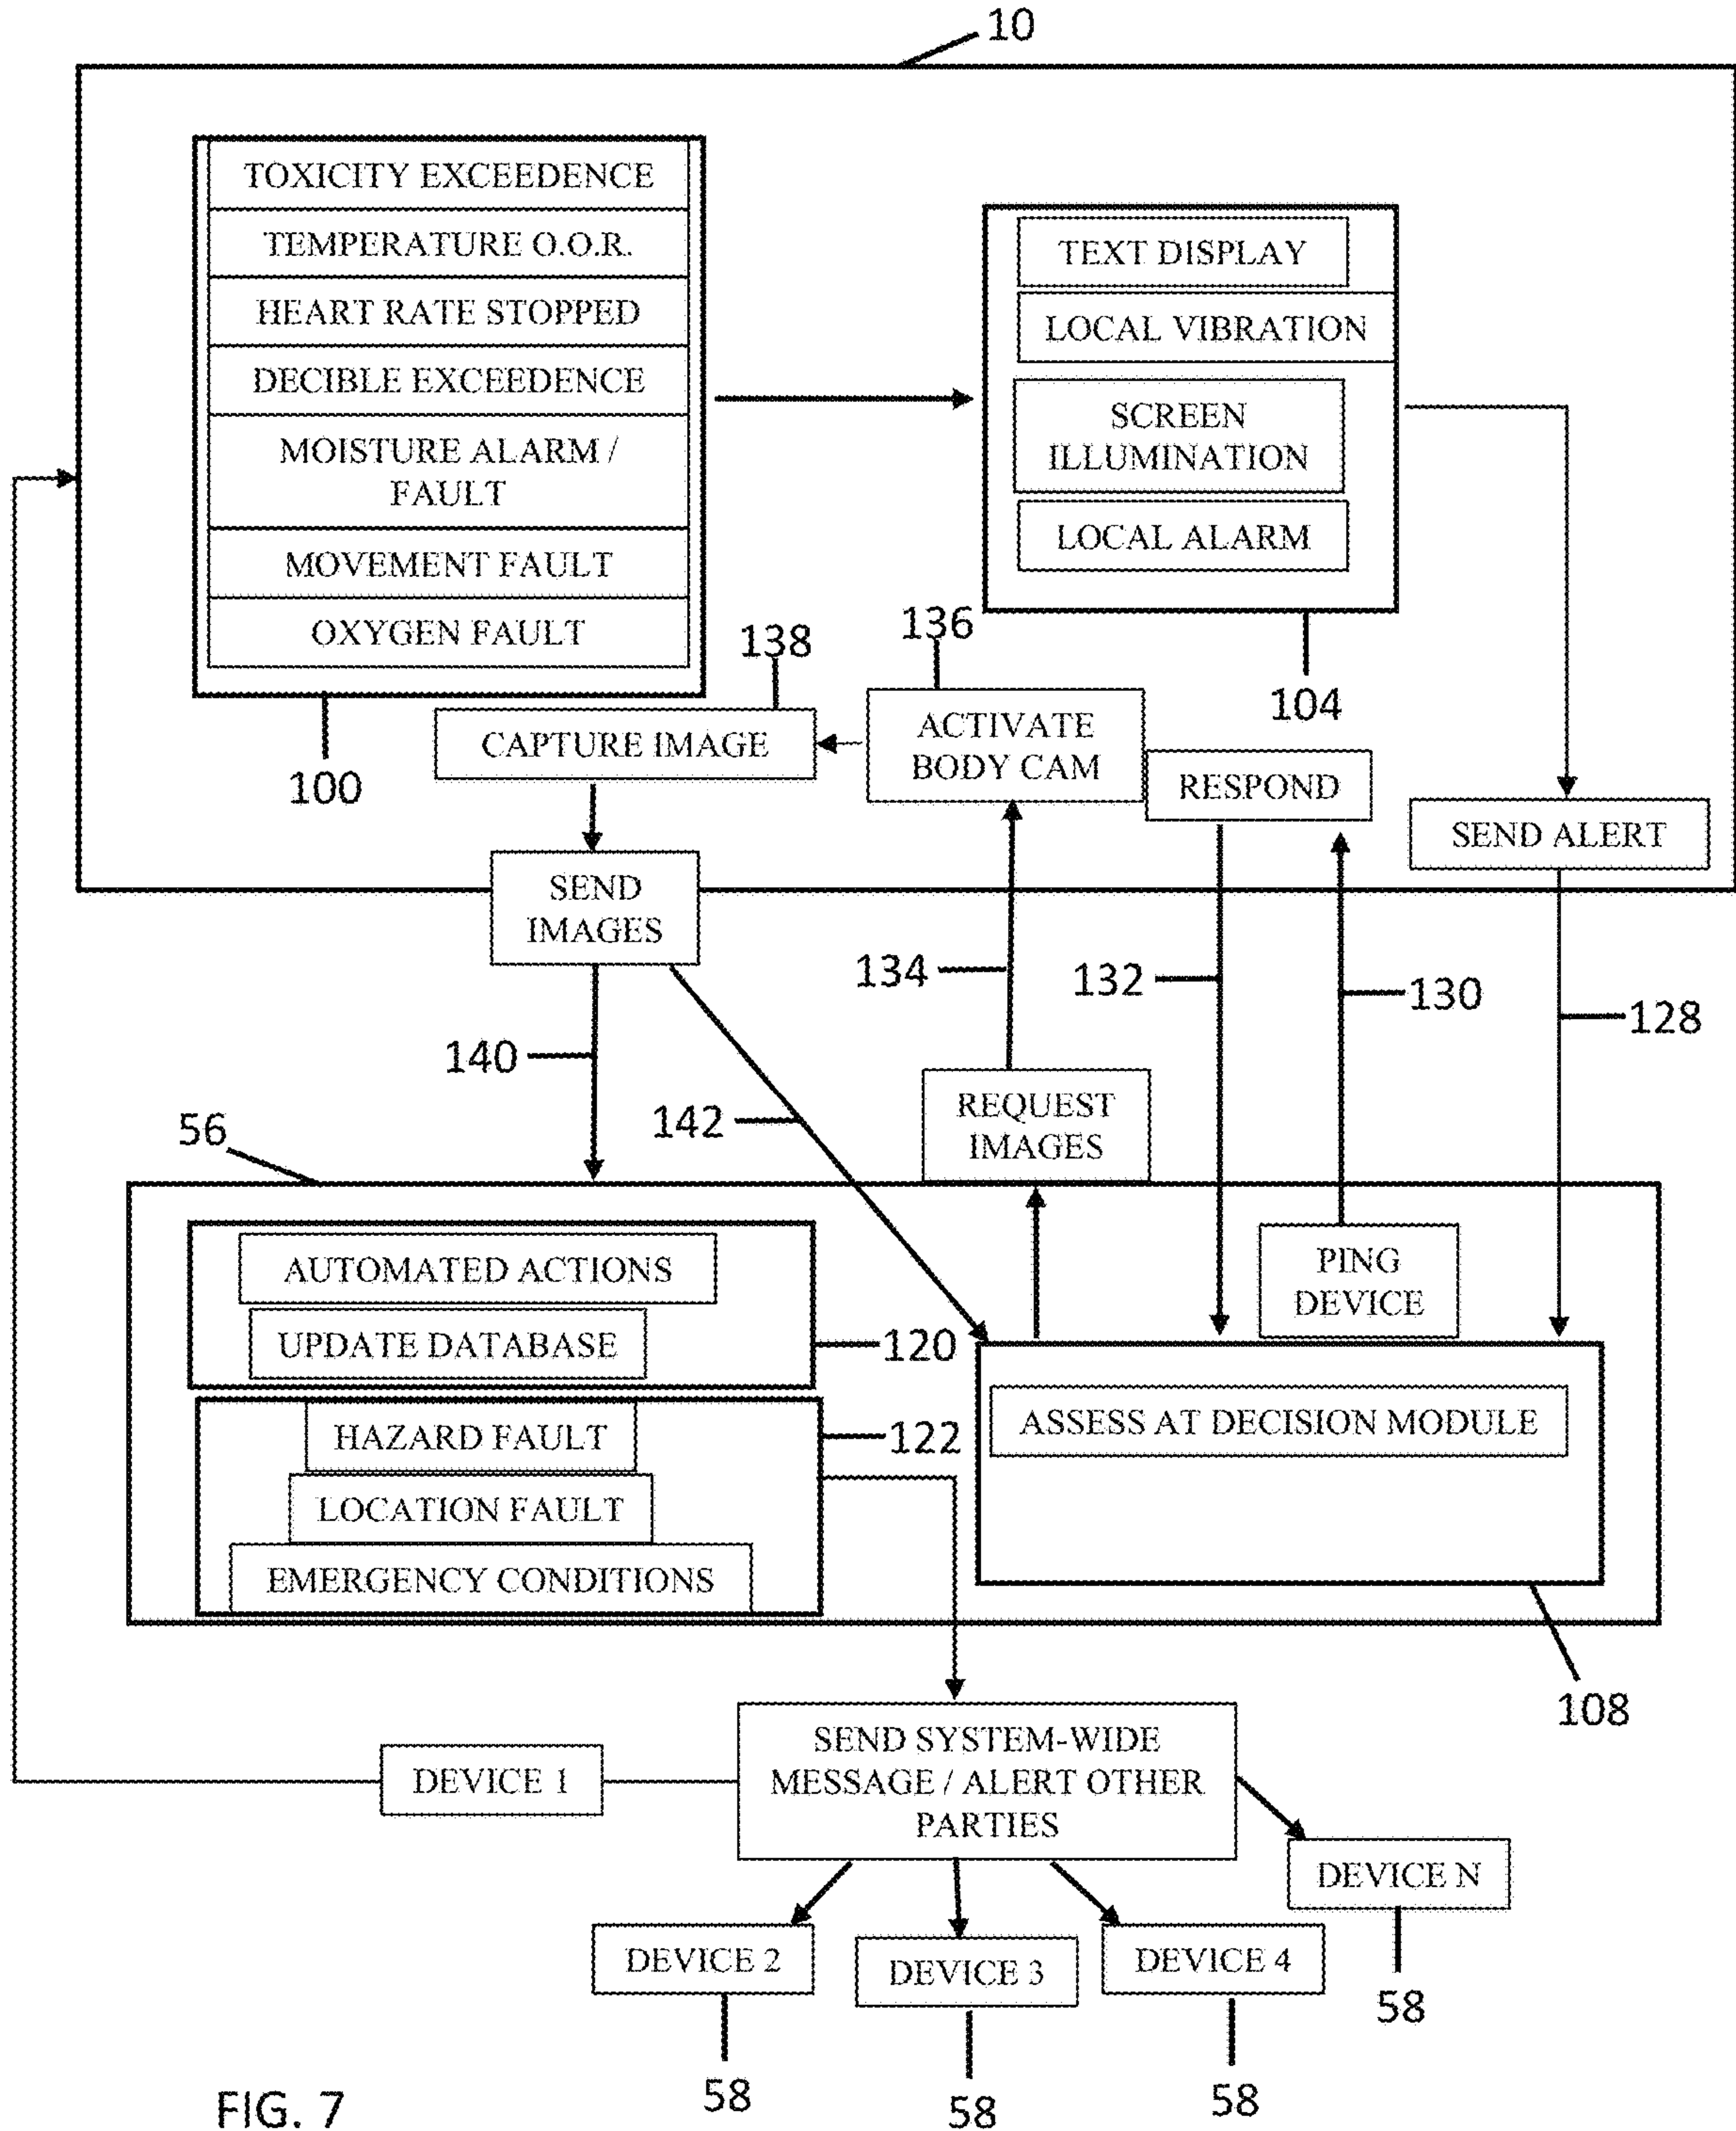 10
TOXICITY EXCEEDENCE
TEMPERATURE O.O.R.
HEART RATE STOPPED
DECIBLE EXCEEDENCE
MOISTURE ALARM /
FAULT
MOVEMENT FAULT
OXYGEN FAULT
100
TEXT DISPLAY
LOCAL VIBRATION
SCREEN
ILLUMINATION
LOCAL ALARM
104
138
CAPTURE IMAGE
136
ACTIVATE
BODY CAM
RESPOND
SEND ALERT
SEND
IMAGES
134
132
130
128
140
142
REQUEST
IMAGES
56
AUTOMATED ACTIONS
UPDATE DATABASE
120
HAZARD FAULT
LOCATION FAULT
EMERGENCY CONDITIONS
122
PING
DEVICE
ASSESS AT DECISION MODULE
108
SEND SYSTEM-WIDE
MESSAGE / ALERT OTHER
PARTIES
DEVICE 1
DEVICE 2
DEVICE 3
DEVICE 4
DEVICE N
58
58
58
58
FIG. 7